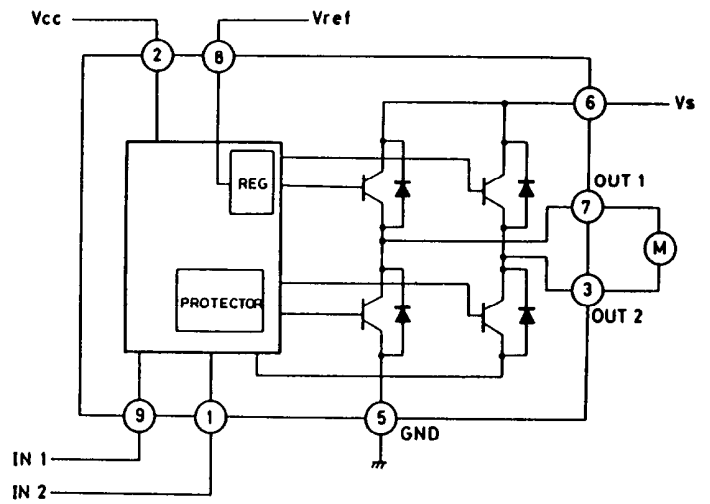 Vcc
Vref
2
8
6
Vs
REG
OUT 1
7
M
PROTECTOR
3
OUT 2
9
1
5
GND
IN 1
IN 2